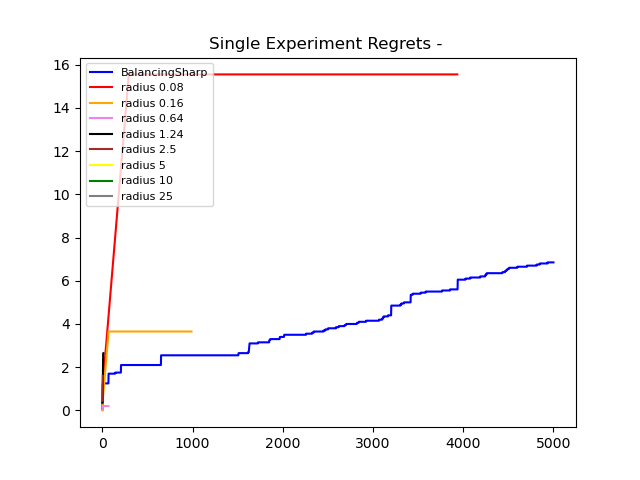 Single Experiment Regrets -
16
14
12
10
8
6
4
2
0
BalancingSharp
radius 0.08
radius 0.16
radius 0.64
radius 1.24
radius 2.5
radius 5
radius 10
radius 25
0 1000 2000 3000 4000 5000